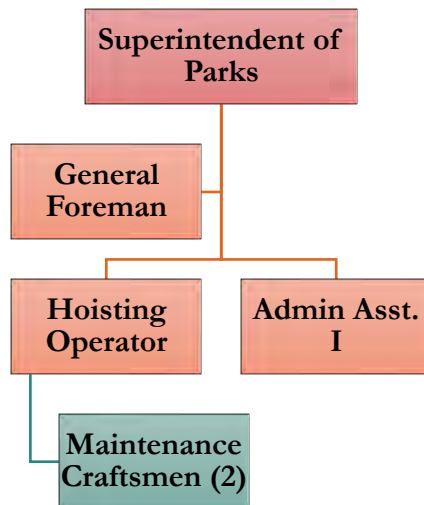 Superintendent of
Parks
General
Foreman
Hoisting
Operator
Admin Asst.
I
Maintenance
Craftsmen (2)